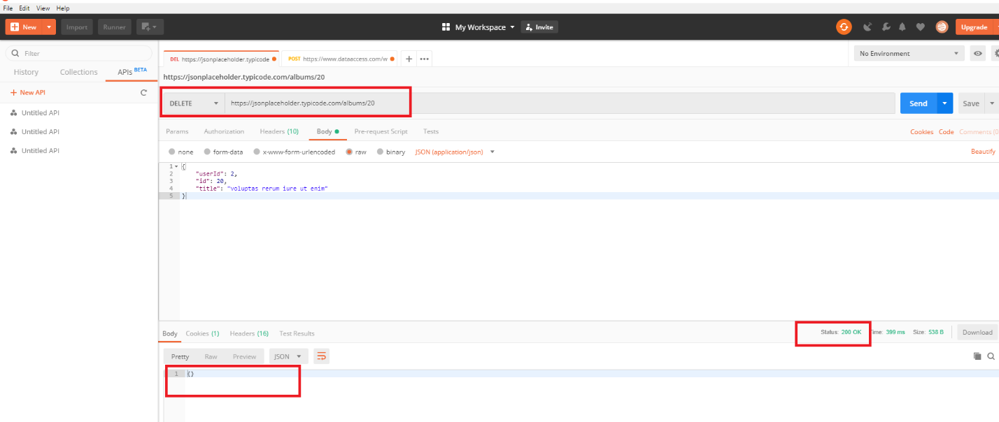 File Edit View Help
New Import Runner My Workspace Invite Upgrade
Filter
History Collections APIs BETA
New API
Untitled API
Untitled API
Untitled API
DEL https://jsonplaceholder.typicode POST https://www.dataaccess.com/w + ••• No Environment
https://jsonplaceholder.typicode.com/albums/20
DELETE https://jsonplaceholder.typicode.com/albums/20 Send Save
Params Authorization Headers (10) Body Pre-request Script Tests Cookies Code Comments (0
none form-data x-www-form-urlencoded raw binary JSON (application/json) Beautify
1 {
2 "userId": 2,
3 "id": 20,
4 "title": "voluptas rerum iure ut enim"
5 }
Body Cookies (1) Headers (16) Test Results Status: 200 OK Time: 399 ms Size: 538 B Download
Pretty Raw Preview JSON
1 {}